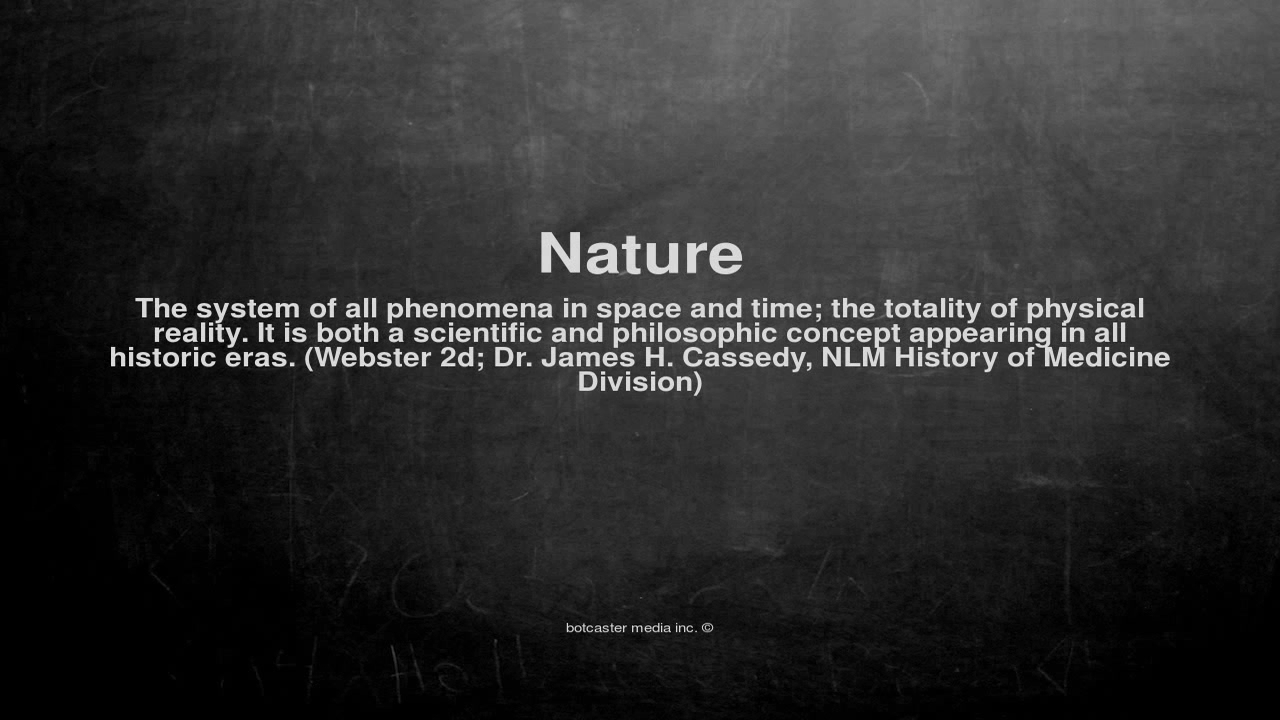 Nature
The system of all phenomena in space and time; the totality of physical
reality. It is both a scientific and philosophic concept appearing in all
historic eras. (Webster 2d; Dr. James H. Cassedy, NLM History of Medicine
Division)
botcaster media inc. ©